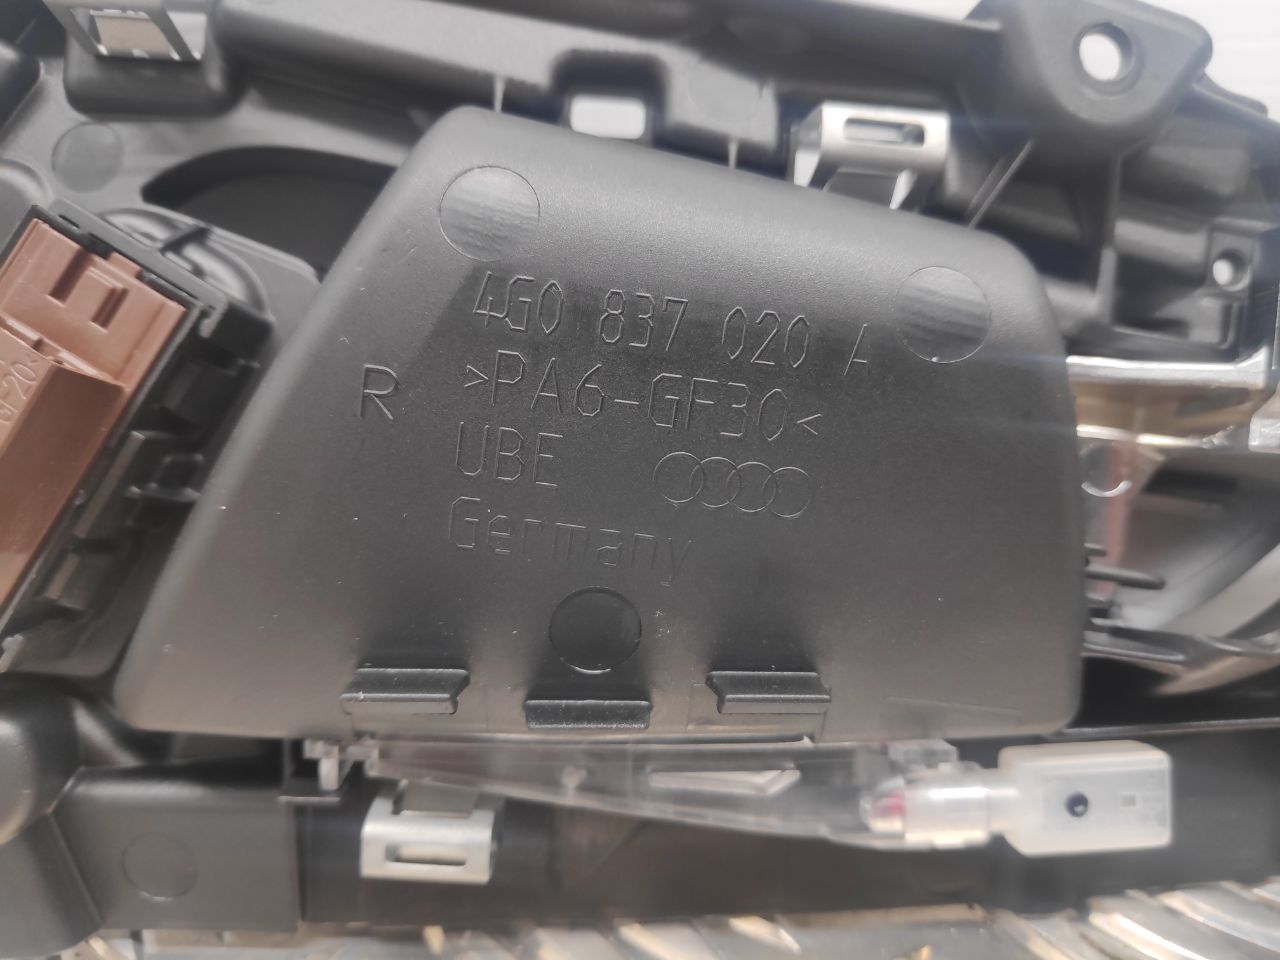 4G0 837 020 A
R >PA6-GF30<
UBE
Germany